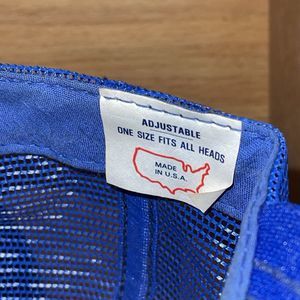 ADJUSTABLE
ONE SIZE FITS ALL HEADS
MADE
IN
U.S.A.